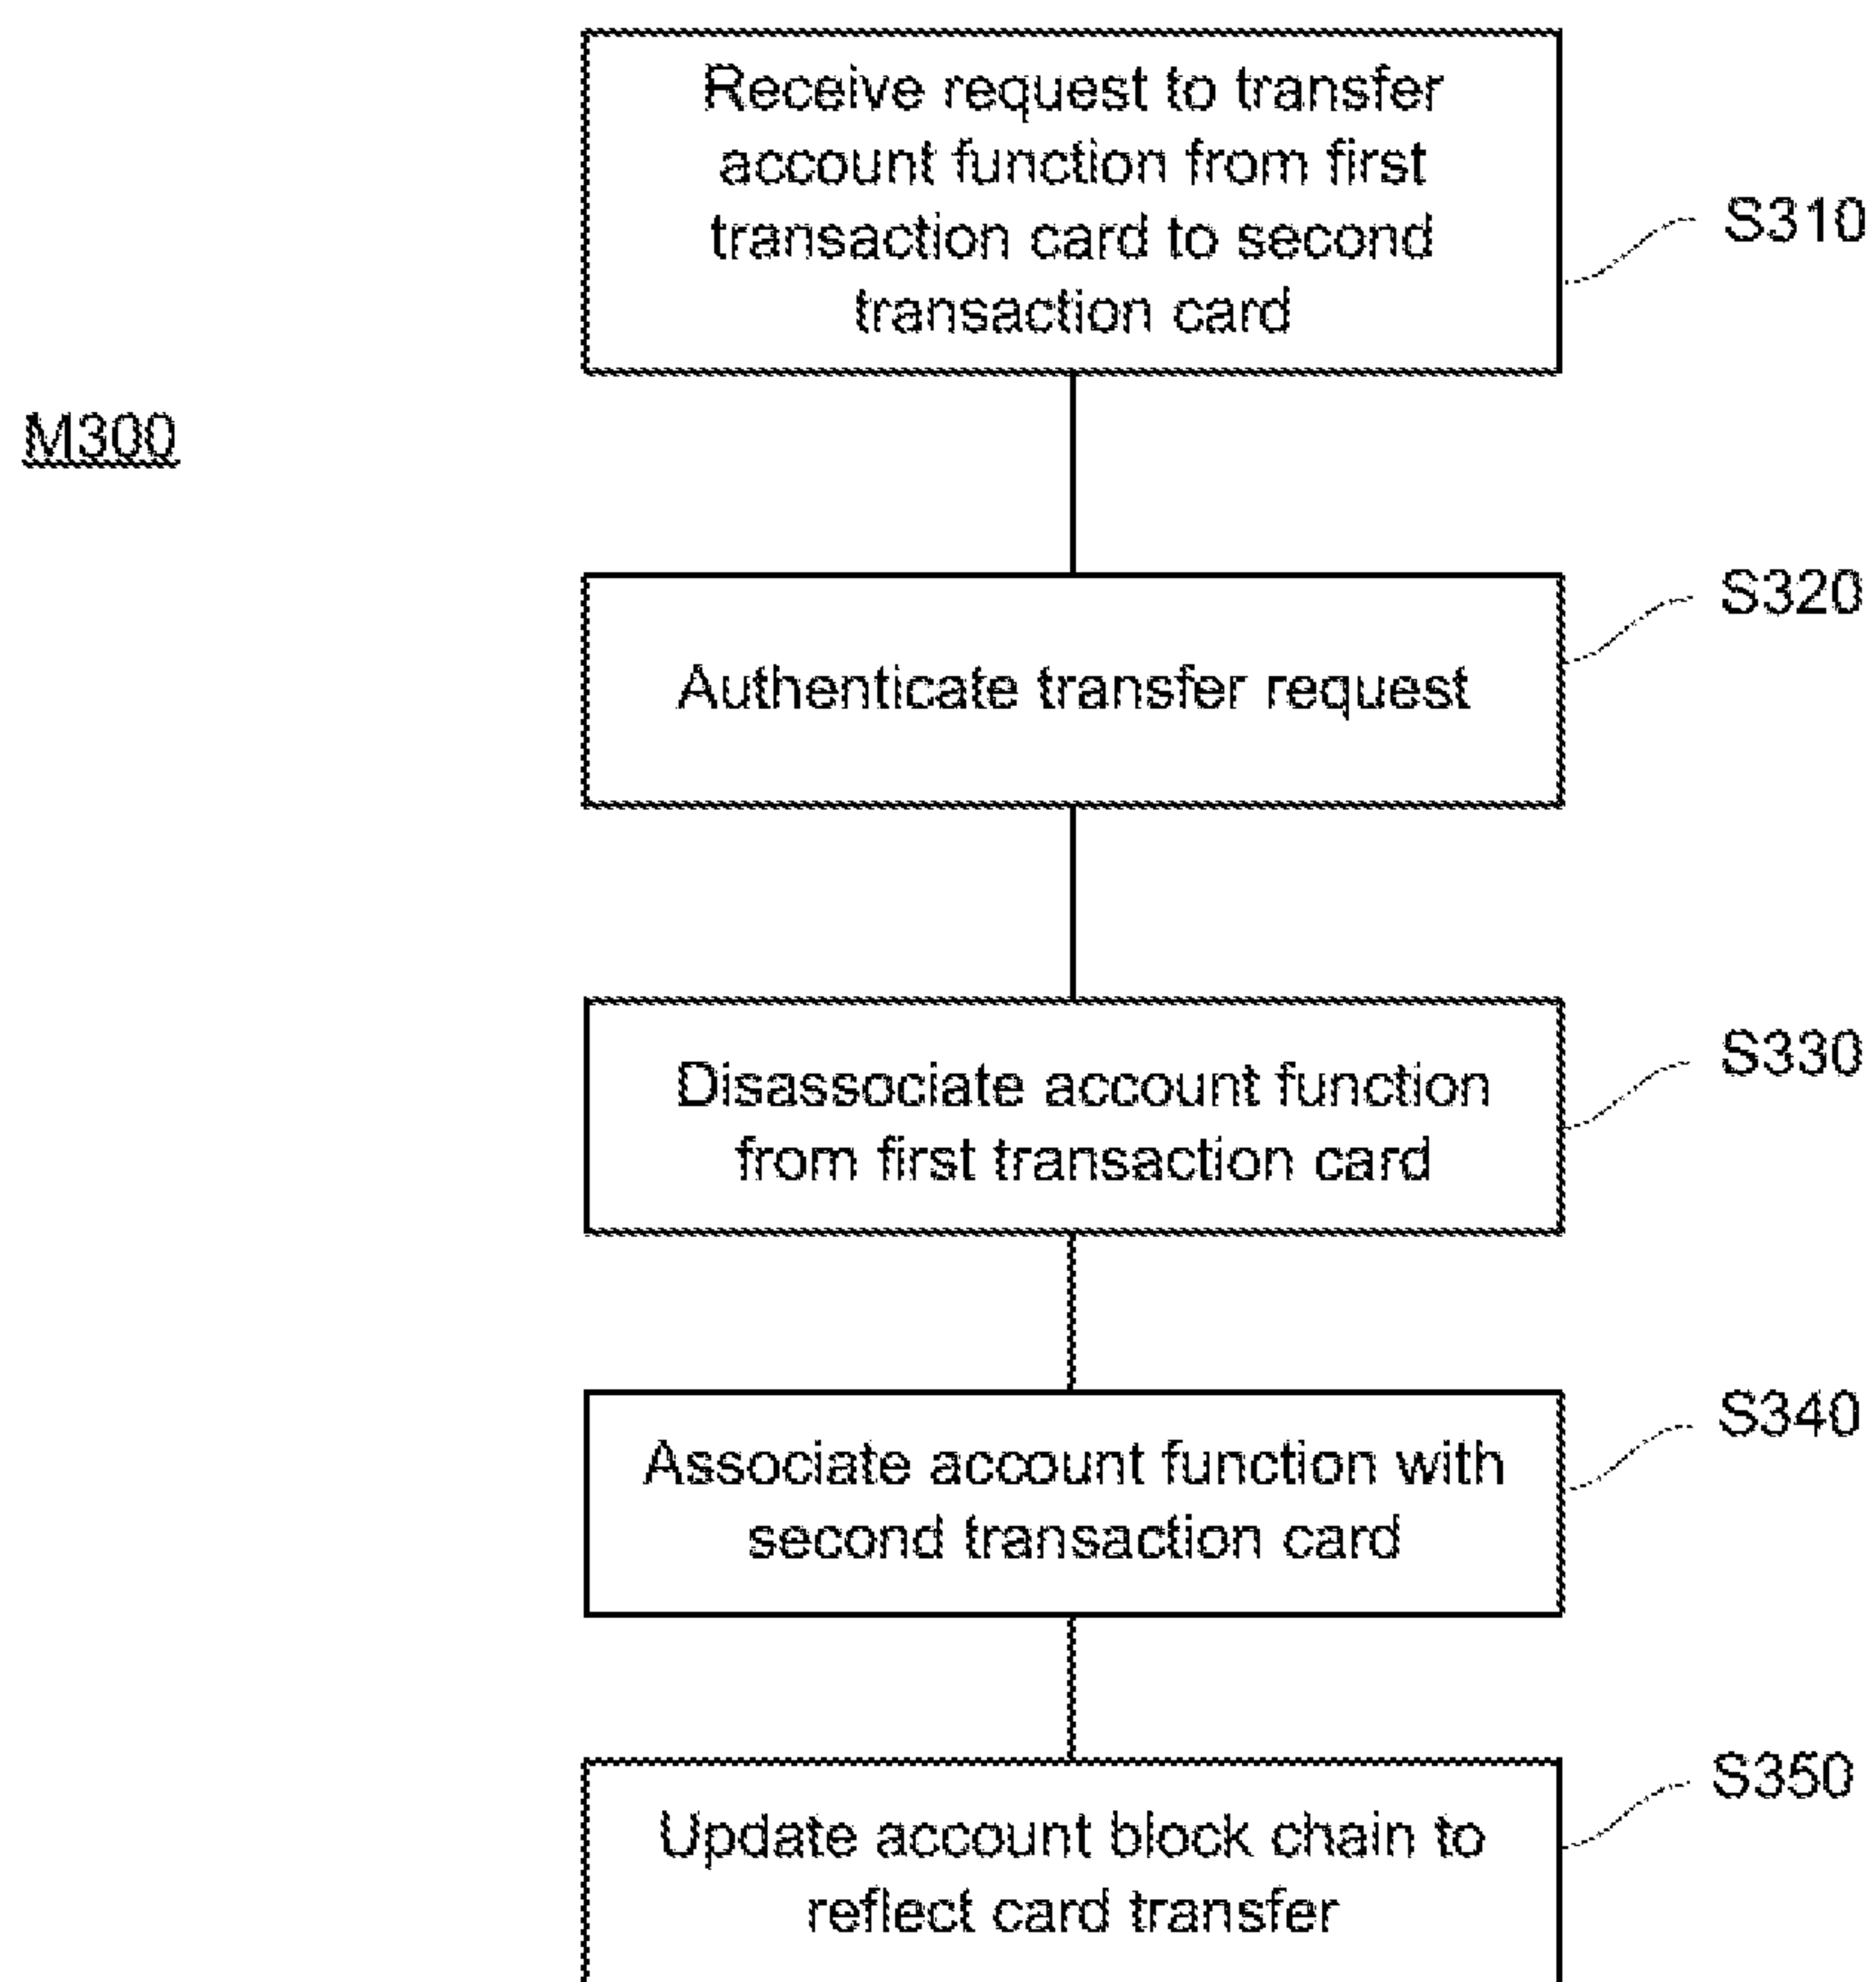 Receive request to transfer
account function from first
transaction card to second
transaction card
S310
M300
S320
Authenticate transfer request
S330
Disassociate account function
from first transaction card
S340
Associate account function with
second transaction card
S350
Update account block chain to
reflect card transfer